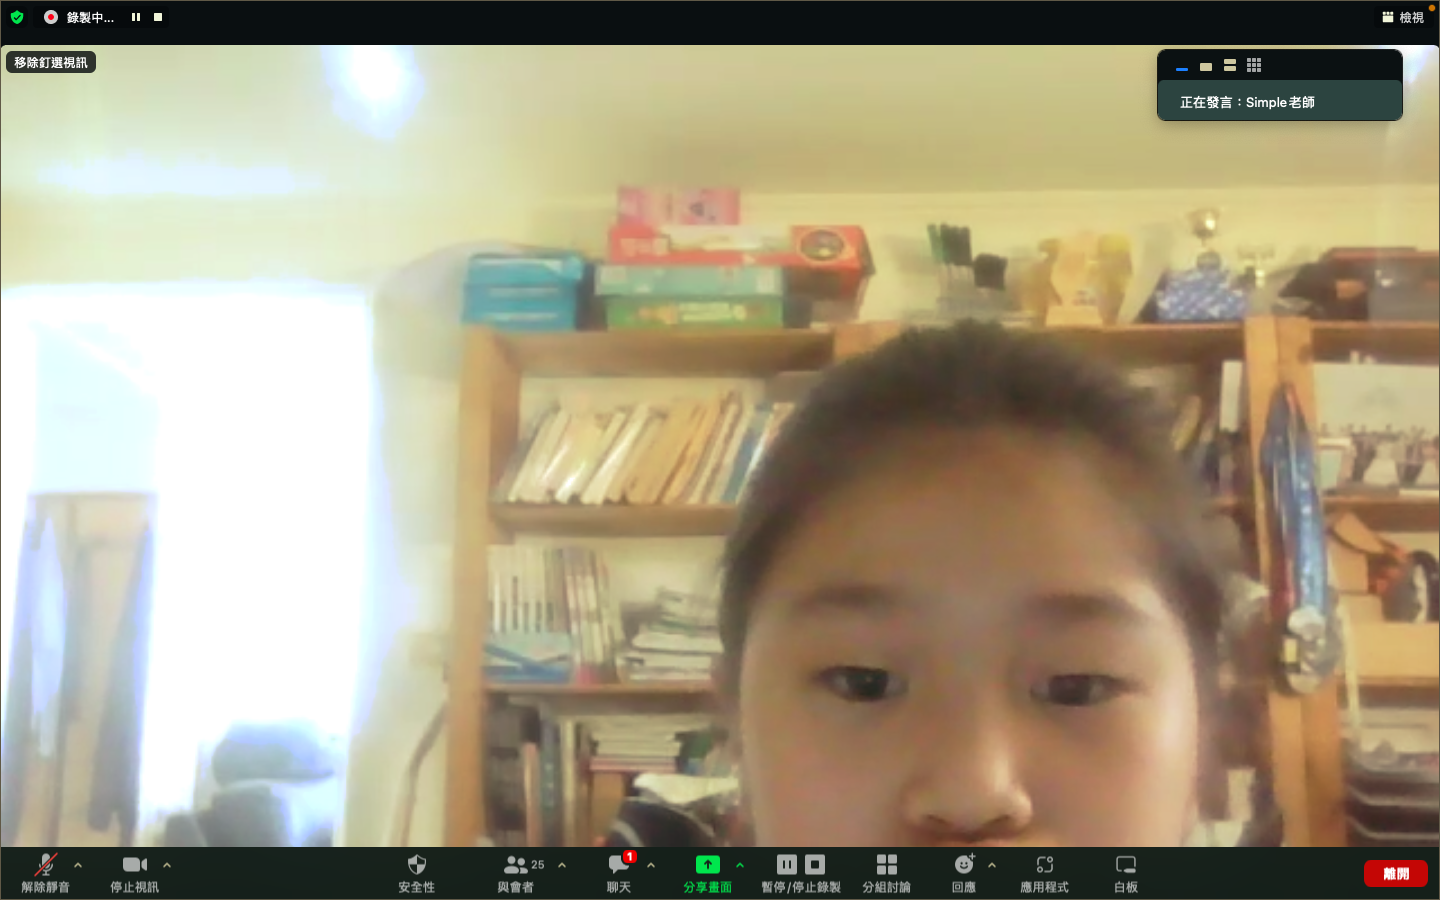 錄製中...
檢視
移除釘選視訊
正在發言：Simple老師
解除靜音
停止視訊
安全性
與會者
25
聊天
1
分享畫面
暫停/停止錄製
分組討論
回應
應用程式
白板
離開